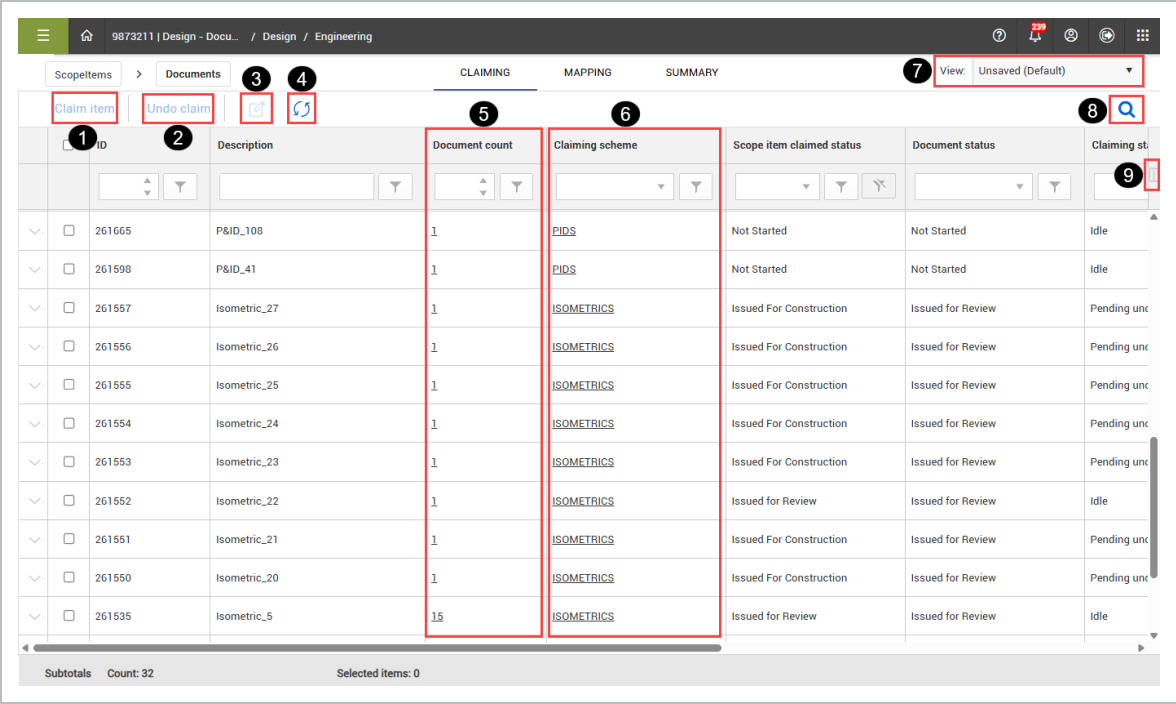 239
9873211 | Design - Docu... / Design / Engineering
ScopeItems > Documents CLAIMING MAPPING SUMMARY 7 View: Unsaved (Default)
Claim item Undo claim 3 4 8
1 2 5 6
ID Description Document count Claiming scheme Scope item claimed status Document status Claiming sta
9
261665 P&ID_108 1 PIDS Not Started Not Started Idle
261598 P&ID_41 1 PIDS Not Started Not Started Idle
261557 Isometric_27 1 ISOMETRICS Issued For Construction Issued for Review Pending und
261556 Isometric_26 1 ISOMETRICS Issued For Construction Issued for Review Pending und
261555 Isometric_25 1 ISOMETRICS Issued For Construction Issued for Review Pending und
261554 Isometric_24 1 ISOMETRICS Issued For Construction Issued for Review Pending und
261553 Isometric_23 1 ISOMETRICS Issued For Construction Issued for Review Pending und
261552 Isometric_22 1 ISOMETRICS Issued for Review Issued for Review Idle
261551 Isometric_21 1 ISOMETRICS Issued For Construction Issued for Review Pending und
261550 Isometric_20 1 ISOMETRICS Issued For Construction Issued for Review Pending und
261535 Isometric_5 15 ISOMETRICS Issued for Review Issued for Review Idle
Subtotals Count: 32 Selected items: 0